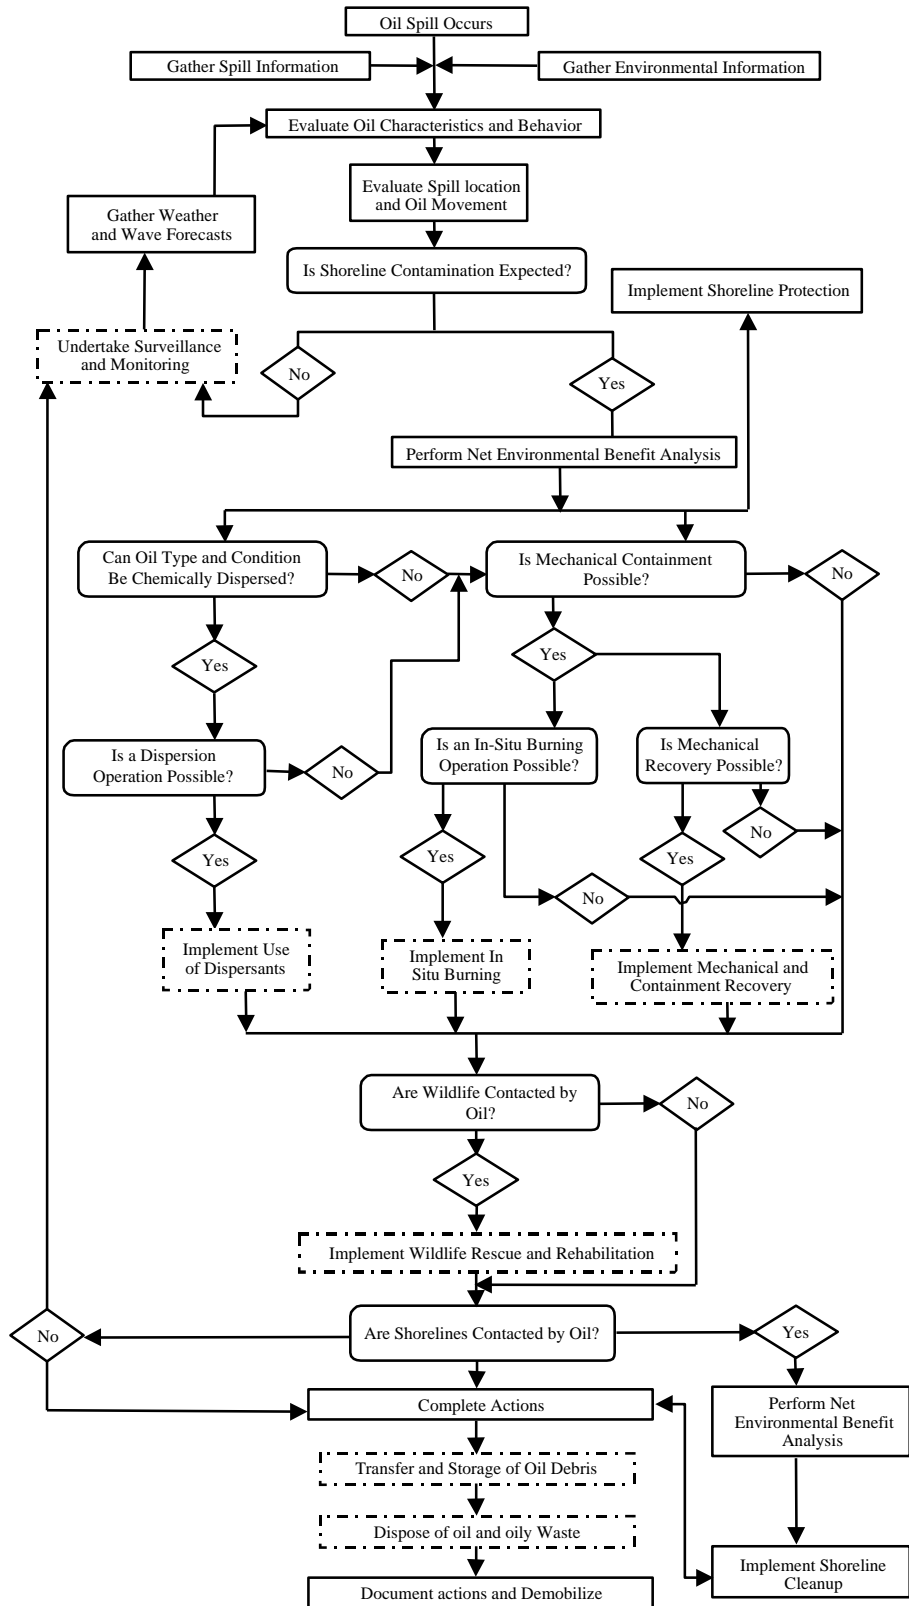 Oil Spill Occurs
Gather Spill Information
Gather Environmental Information
Evaluate Oil Characteristics and Behavior
Evaluate Spill location
and Oil Movement
Gather Weather
and Wave Forecasts
Is Shoreline Contamination Expected?
Implement Shoreline Protection
Undertake Surveillance
and Monitoring
No
Yes
Perform Net Environmental Benefit Analysis
Can Oil Type and Condition
Be Chemically Dispersed?
No
Is Mechanical Containment
Possible?
No
Yes
Yes
Is a Dispersion
Operation Possible?
No
Is an In-Situ Burning
Operation Possible?
Is Mechanical
Recovery Possible?
Yes
Yes
No
Yes
No
Implement Use
of Dispersants
Implement In
Situ Burning
Implement Mechanical and
Containment Recovery
Are Wildlife Contacted by
Oil?
No
Yes
Implement Wildlife Rescue and Rehabilitation
No
Are Shorelines Contacted by Oil?
Yes
Complete Actions
Perform Net
Environmental Benefit
Analysis
Transfer and Storage of Oil Debris
Dispose of oil and oily Waste
Implement Shoreline
Cleanup
Document actions and Demobilize